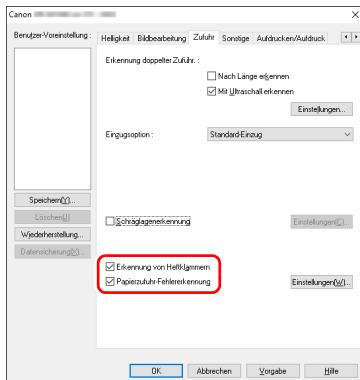 Canon
Benutzer-Voreinstellung :
Helligkeit Bildbearbeitung Zufuhr Sonstige Aufdrucken/Aufdruck
Erkennung doppelter Zufuhr. :
Nach Länge erkennen
Mit Ultraschall erkennen
Einstellungen...
Einzugsoption :
Standard-Einzug
Speichern(Y)...
Löschen(J)
Schräglagenerkennung
Einstellungen(C)...
Wiederherstellung...
Datensicherung(X)...
Erkennung von Heftklammern
Papierzufuhr-Fehlererkennung
Einstellungen(W)...
OK Abbrechen Vorgabe Hilfe